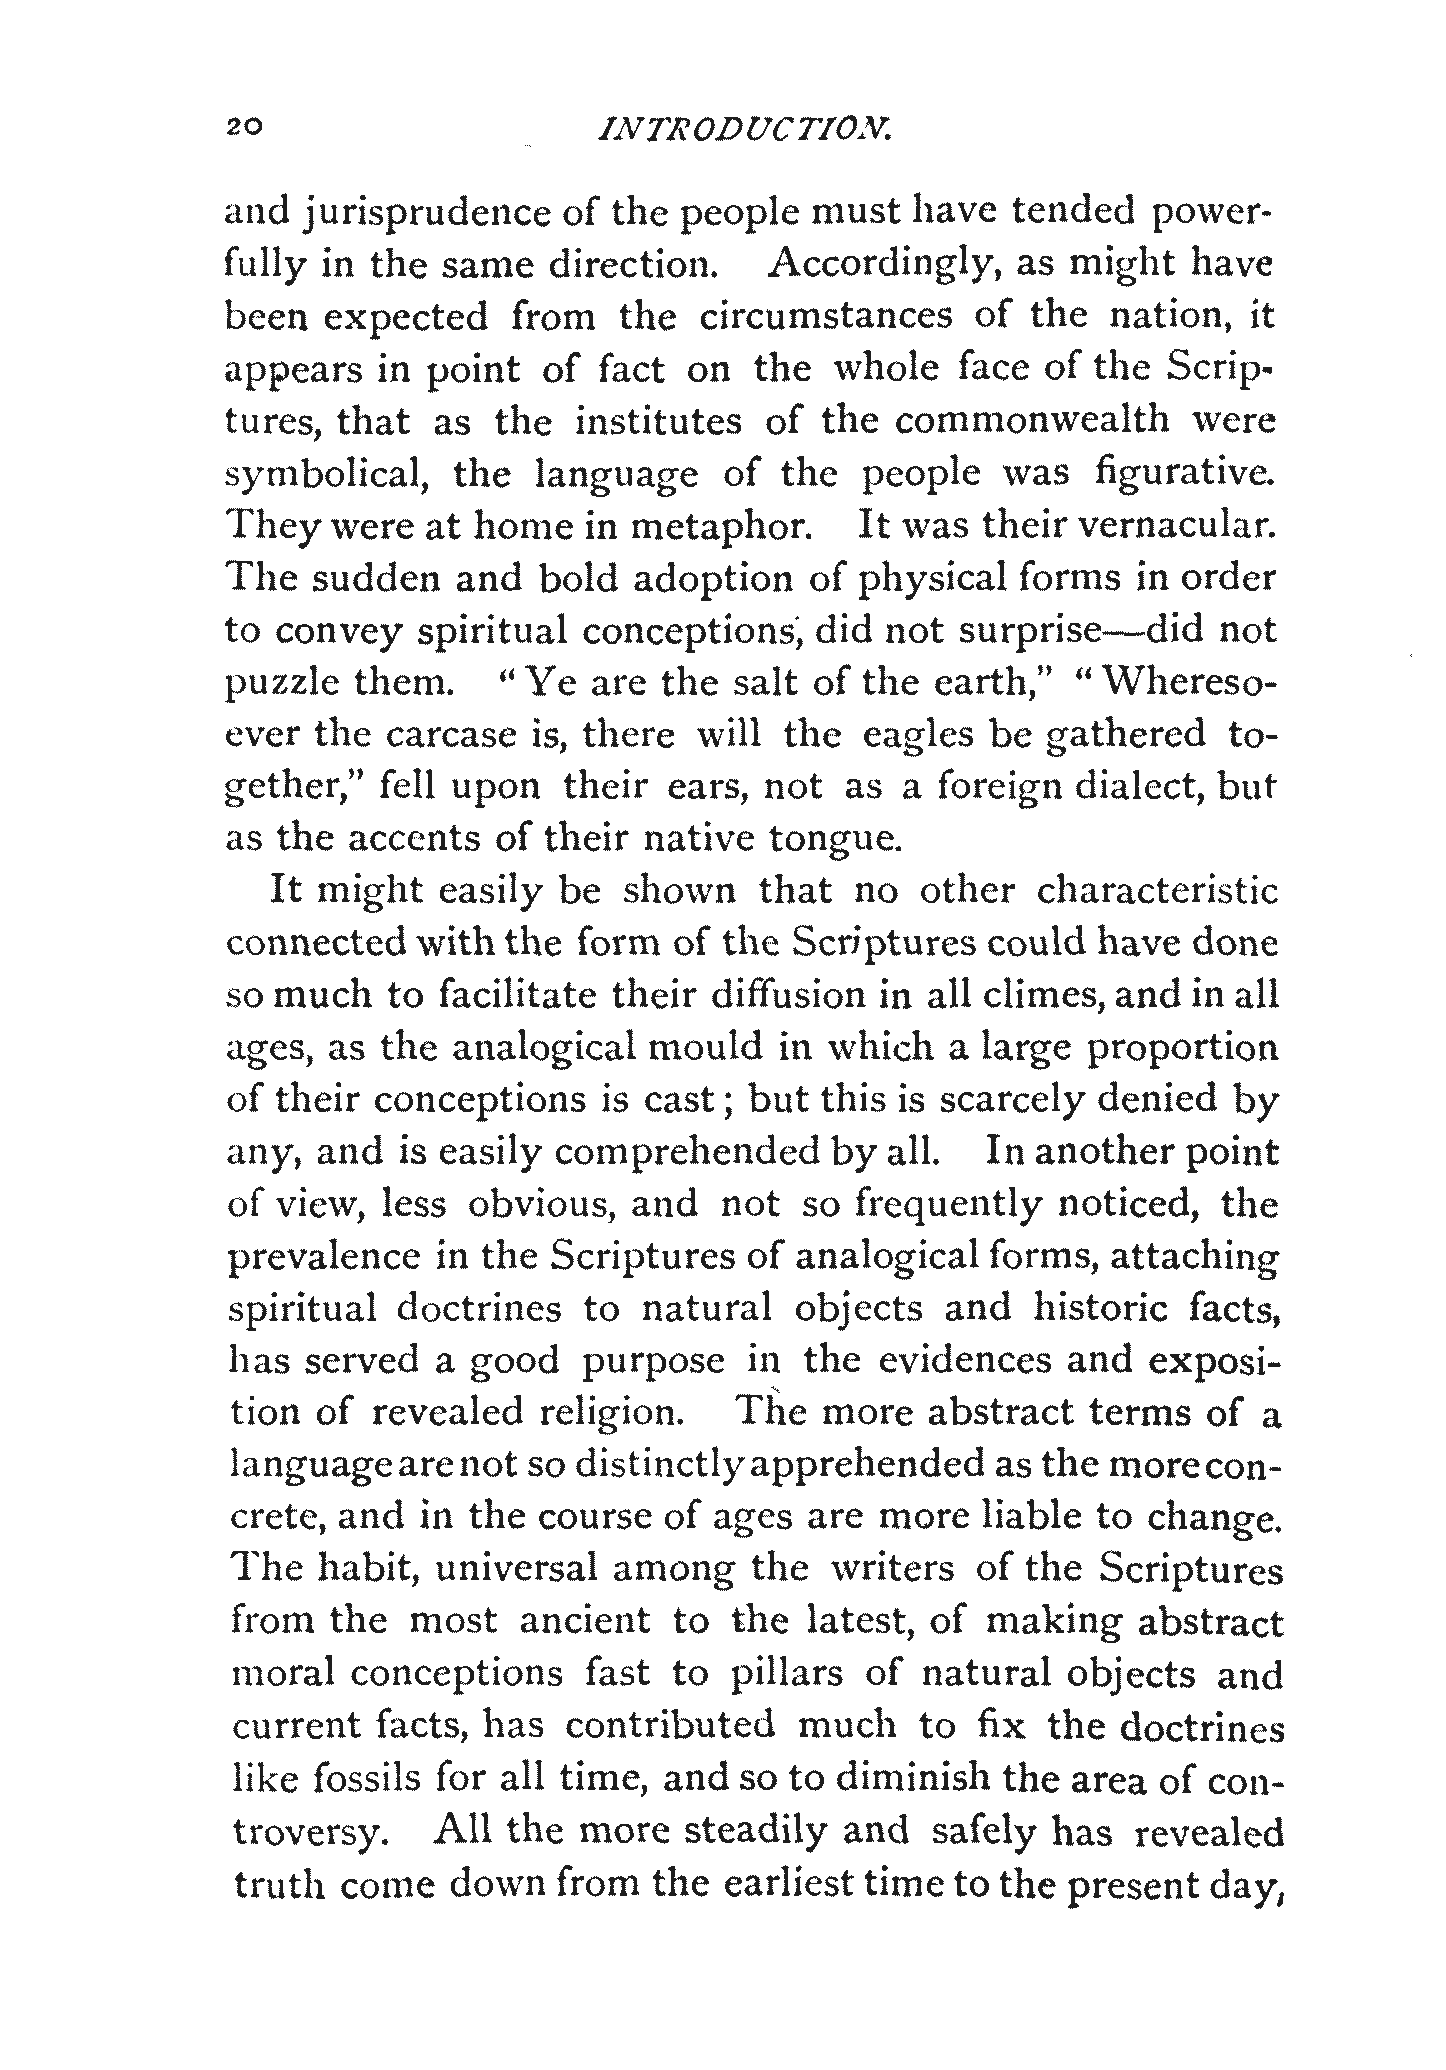 20 INTRODUCTION.
and jurisprudence of the people must have tended power-
fully in the same direction. Accordingly, as might have
been expected from the circumstances of the nation, it
appears in point of fact on the whole face of the Scrip-
tures, that as the institutes of the commonwealth were
symbolical, the language of the people was figurative.
They were at home in metaphor. It was their vernacular.
The sudden and bold adoption of physical forms in order
to convey spiritual conceptions, did not surprise—did not
puzzle them. “Ye are the salt of the earth,” “Whereso-
ever the carcase is, there will the eagles be gathered to-
gether,” fell upon their ears, not as a foreign dialect, but
as the accents of their native tongue.
It might easily be shown that no other characteristic
connected with the form of the Scriptures could have done
so much to facilitate their diffusion in all climes, and in all
ages, as the analogical mould in which a large proportion
of their conceptions is cast; but this is scarcely denied by
any, and is easily comprehended by all. In another point
of view, less obvious, and not so frequently noticed, the
prevalence in the Scriptures of analogical forms, attaching
spiritual doctrines to natural objects and historic facts,
has served a good purpose in the evidences and exposi-
tion of revealed religion. The more abstract terms of a
language are not so distinctly apprehended as the more con-
crete, and in the course of ages are more liable to change.
The habit, universal among the writers of the Scriptures
from the most ancient to the latest, of making abstract
moral conceptions fast to pillars of natural objects and
current facts, has contributed much to fix the doctrines
like fossils for all time, and so to diminish the area of con-
troversy. All the more steadily and safely has revealed
truth come down from the earliest time to the present day,